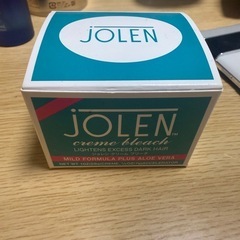 JOLEN
JOLEN
creme bleach
LIGHTENS EXCESS DARK HAIR
MILD FORMULA PLUS ALOE VERA